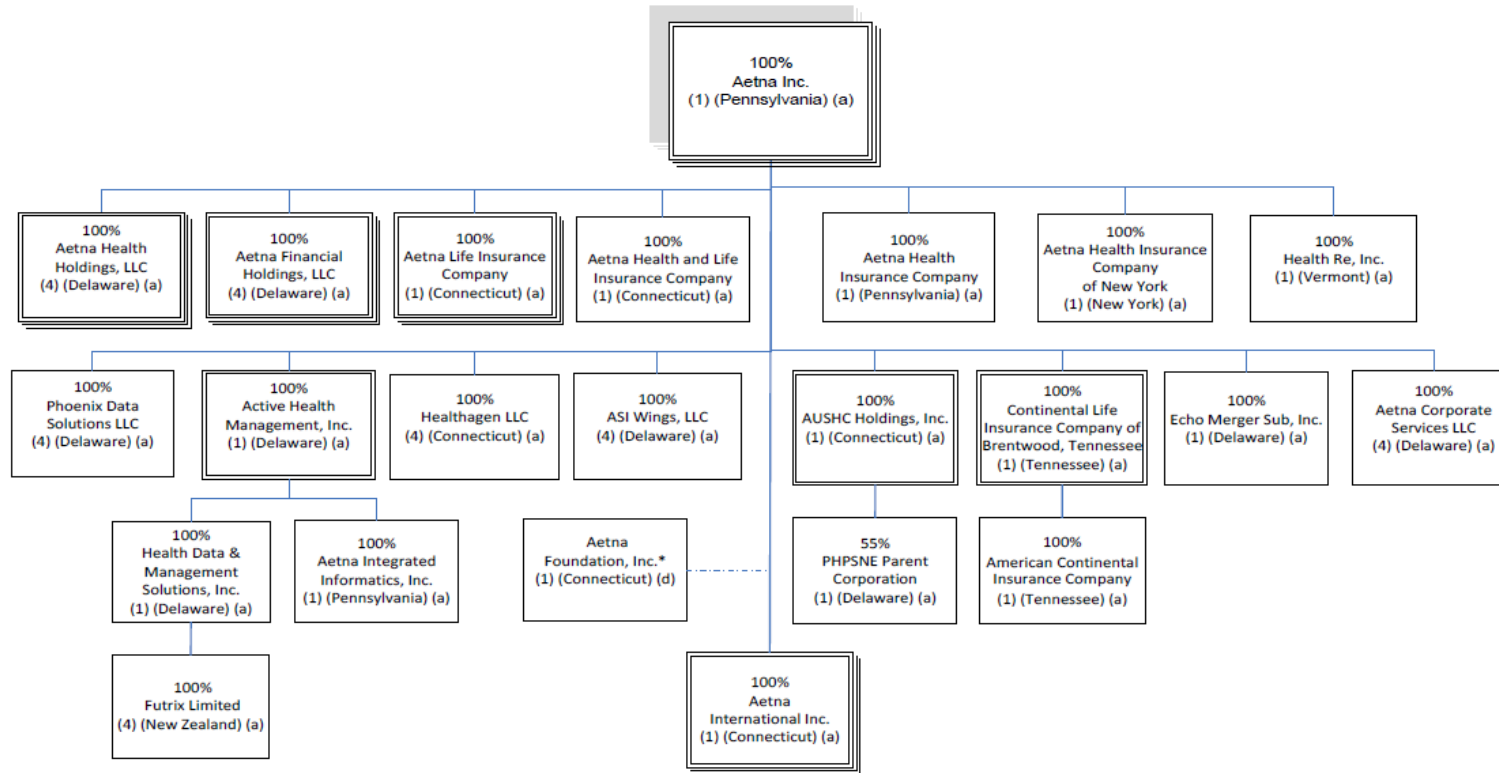 100%
Aetna Inc.
(1) (Pennsylvania) (a)
100%
Aetna Health
Holdings, LLC
(4) (Delaware) (a)
100%
Aetna Financial
Holdings, LLC
(4) (Delaware) (a)
100%
Aetna Life Insurance
Company
(1) (Connecticut) (a)
100%
Aetna Health and Life
Insurance Company
(1) (Connecticut) (a)
100%
Aetna Health
Insurance Company
(1) (Pennsylvania) (a)
100%
Aetna Health Insurance
Company
of New York
(1) (New York) (a)
100%
Health Re, Inc.
(1) (Vermont) (a)
100%
Phoenix Data
Solutions LLC
(4) (Delaware) (a)
100%
Active Health
Management, Inc.
(1) (Delaware) (a)
100%
Healthagen LLC
(4) (Connecticut) (a)
100%
ASI Wings, LLC
(4) (Delaware) (a)
100%
AUSHC Holdings, Inc.
(1) (Connecticut) (a)
100%
Continental Life
Insurance Company of
Brentwood, Tennessee
(1) (Tennessee) (a)
100%
Echo Merger Sub, Inc.
(1) (Delaware) (a)
100%
Aetna Corporate
Services LLC
(4) (Delaware) (a)
100%
Health Data &
Management
Solutions, Inc.
(1) (Delaware) (a)
100%
Aetna Integrated
Informatics, Inc.
(1) (Pennsylvania) (a)
Aetna
Foundation, Inc.*
(1) (Connecticut) (d)
55%
PHPSNE Parent
Corporation
(1) (Delaware) (a)
100%
American Continental
Insurance Company
(1) (Tennessee) (a)
100%
Futrix Limited
(4) (New Zealand) (a)
100%
Aetna
International Inc.
(1) (Connecticut) (a)